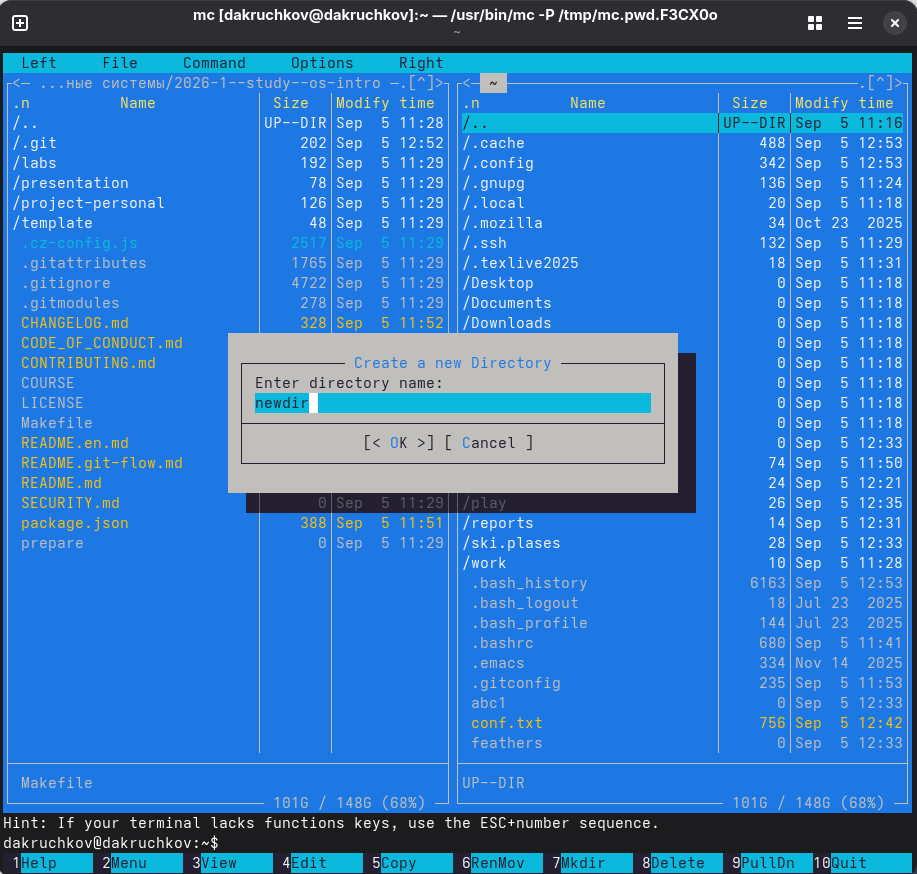 mc [dakruchkov@dakruchkov]:~ — /usr/bin/mc -P /tmp/mc.pwd.F3CX0o
~
Left File Command Options Right
<— ...ные системы/2026-1--study--os-intro —.[^]> <— ~ .[^]>
.n Name Size Modify time .n Name Size Modify time
/.. UP--DIR Sep 5 11:28 /.. UP--DIR Sep 5 11:16
/.git 202 Sep 5 12:52 /.cache 488 Sep 5 12:53
/labs 192 Sep 5 11:29 /.config 342 Sep 5 12:53
/presentation 78 Sep 5 11:29 /.gnupg 136 Sep 5 11:24
/project-personal 126 Sep 5 11:29 /.local 20 Sep 5 11:18
/template 48 Sep 5 11:29 /.mozilla 34 Oct 23 2025
.cz-config.js 2517 Sep 5 11:29 /.ssh 132 Sep 5 11:29
.gitattributes 1765 Sep 5 11:29 /.texlive2025 18 Sep 5 11:31
.gitignore 4722 Sep 5 11:29 /Desktop 0 Sep 5 11:18
.gitmodules 278 Sep 5 11:29 /Documents 0 Sep 5 11:18
CHANGELOG.md 328 Sep 5 11:52 /Downloads 0 Sep 5 11:18
CODE_OF_CONDUCT.md 0 Sep 5 11:18
CONTRIBUTING.md Create a new Directory 0 Sep 5 11:18
COURSE Enter directory name: 0 Sep 5 11:18
LICENSE newdir 0 Sep 5 11:18
Makefile 0 Sep 5 11:18
README.en.md [< OK >] [ Cancel ] 0 Sep 5 12:33
README.git-flow.md 74 Sep 5 11:50
README.md 24 Sep 5 12:21
SECURITY.md 0 Sep 5 11:29 /play 26 Sep 5 12:35
package.json 388 Sep 5 11:51 /reports 14 Sep 5 12:31
prepare 0 Sep 5 11:29 /ski.plases 28 Sep 5 12:33
/work 10 Sep 5 11:28
.bash_history 6163 Sep 5 12:53
.bash_logout 18 Jul 23 2025
.bash_profile 144 Jul 23 2025
.bashrc 680 Sep 5 11:41
.emacs 334 Nov 14 2025
.gitconfig 235 Sep 5 11:53
abc1 0 Sep 5 12:33
conf.txt 756 Sep 5 12:42
feathers 0 Sep 5 12:33
Makefile UP--DIR
101G / 148G (68%) 101G / 148G (68%)
Hint: If your terminal lacks functions keys, use the ESC+number sequence.
dakruchkov@dakruchkov:~$
1Help 2Menu 3View 4Edit 5Copy 6RenMov 7Mkdir 8Delete 9PullDn 10Quit